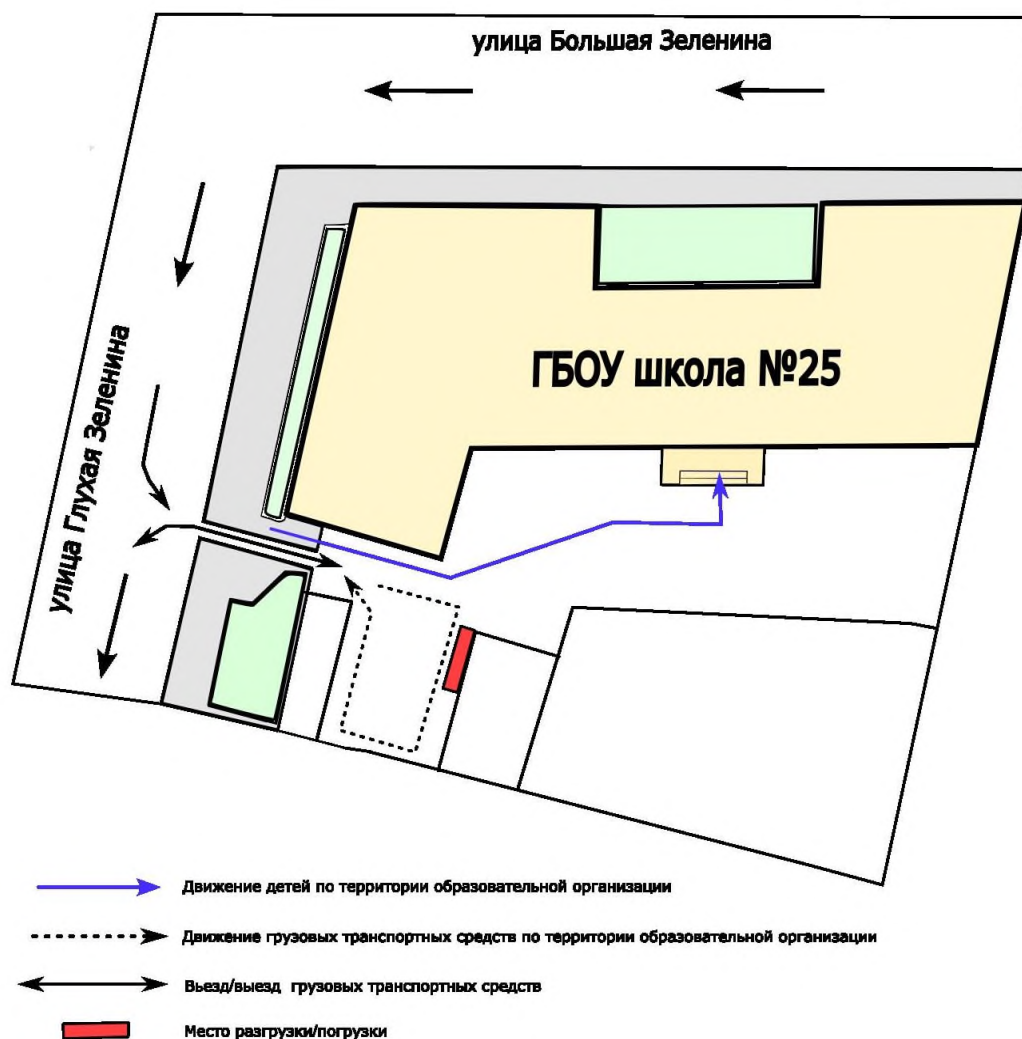 улица Большая Зеленина
улица Глухая Зеленина
ГБОУ школа №25
Движение детей по территории образовательной организации
Движение грузовых транспортных средств по территории образовательной организации
Вьезд/выезд грузовых транспортных средств
Место разгрузки/погрузки